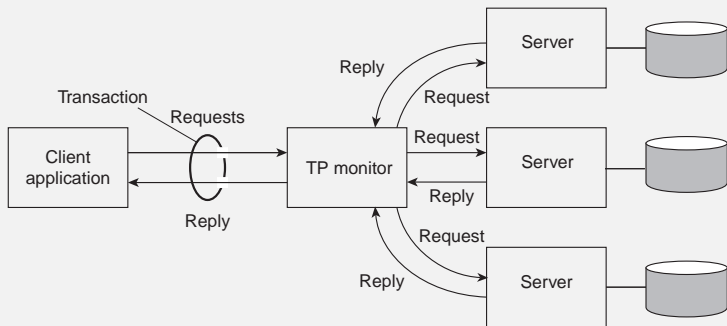 Server
Reply
Request
Transaction
Requests
Client
application
TP monitor
Request
Server
Reply
Reply
Request
Reply
Server